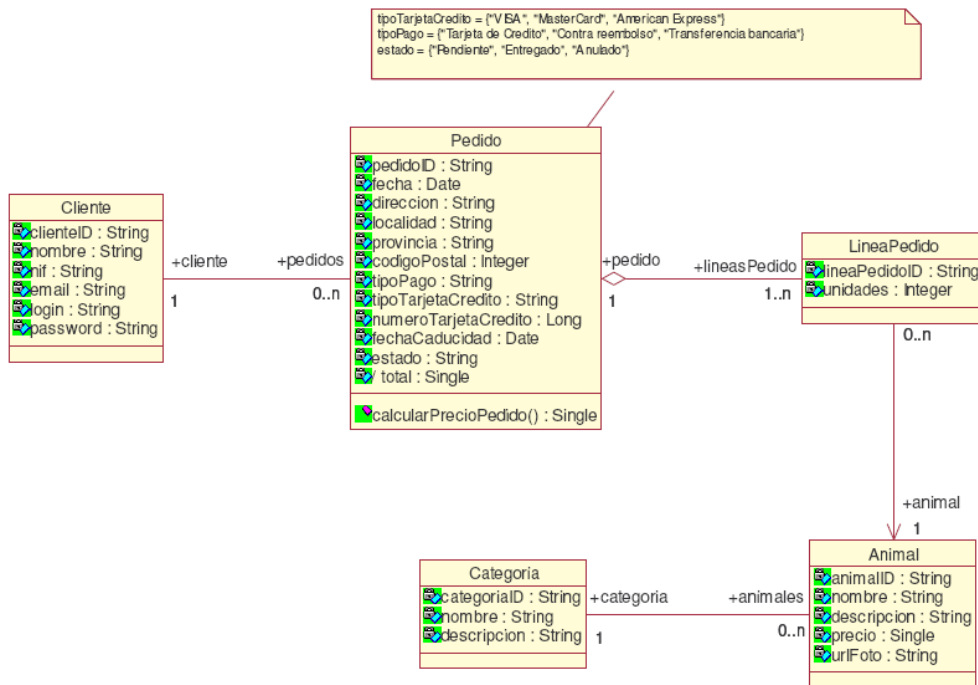 tipoTarjetaCredito = {"VISA", "MasterCard", "American Express"}
tipoPago = {"Tarjeta de Credito", "Contra reembolso", "Transferencia bancaria"}
estado = {"Pendiente", "Entregado", "Anulado"}
Pedido
pedidoID : String
fecha : Date
direccion : String
localidad : String
provincia : String
codigoPostal : Integer
tipoPago : String
tipoTarjetaCredito : String
numeroTarjetaCredito : Long
fechaCaducidad : Date
estado : String
/ total : Single
calcularPrecioPedido() : Single
Cliente
clienteID : String
nombre : String
nif : String
email : String
login : String
password : String
+cliente
1
+pedidos
0..n
+pedido
1
+lineasPedido
1..n
LineaPedido
lineaPedidoID : String
unidades : Integer
0..n
+animal
1
Animal
animalID : String
nombre : String
descripcion : String
precio : Single
urlFoto : String
Categoria
categoriaID : String
nombre : String
descripcion : String
+categoria
1
+animales
0..n